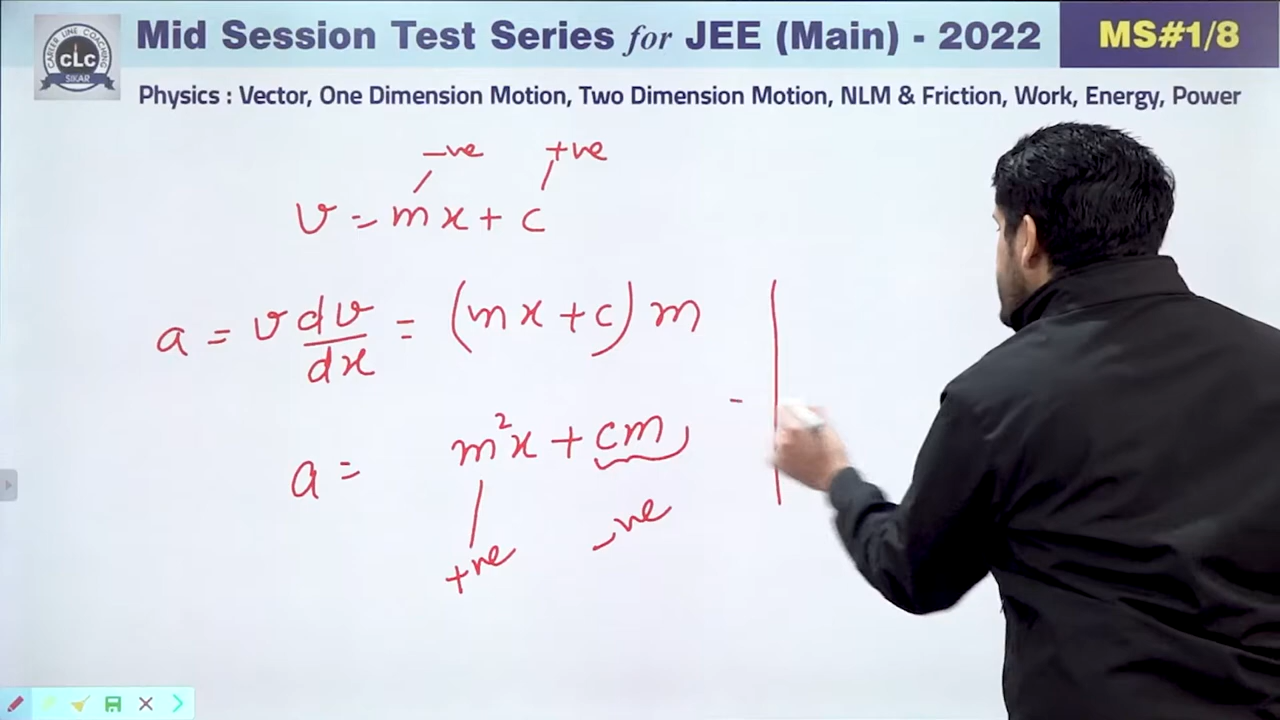 Mid Session Test Series for JEE (Main) - 2022
MS#1/8
CAREER LINE COACHING
CLC
SIKAR
Physics : Vector, One Dimension Motion, Two Dimension Motion, NLM & Friction, Work, Energy, Power
-ve +ve
v = mx + c
a = v dv/dx = (mx + c) m
a = m²x + cm
+ve -ve